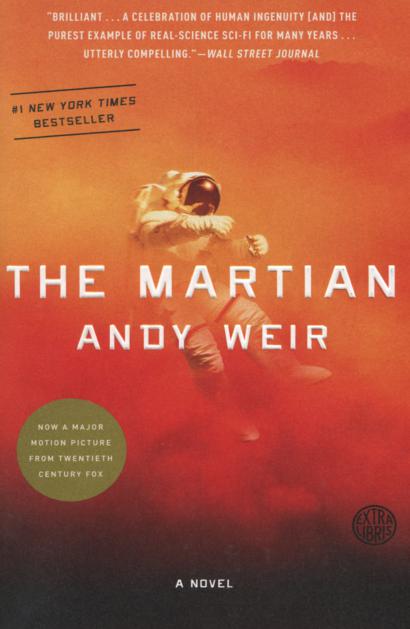 "BRILLIANT . . . A CELEBRATION OF HUMAN INGENUITY [AND] THE
PUREST EXAMPLE OF REAL-SCIENCE SCI-FI FOR MANY YEARS . . .
UTTERLY COMPELLING."—WALL STREET JOURNAL
#1 NEW YORK TIMES
BESTSELLER
THE MARTIAN
ANDY WEIR
NOW A MAJOR
MOTION PICTURE
FROM TWENTIETH
CENTURY FOX
EXTRA
LIBRIS
A NOVEL